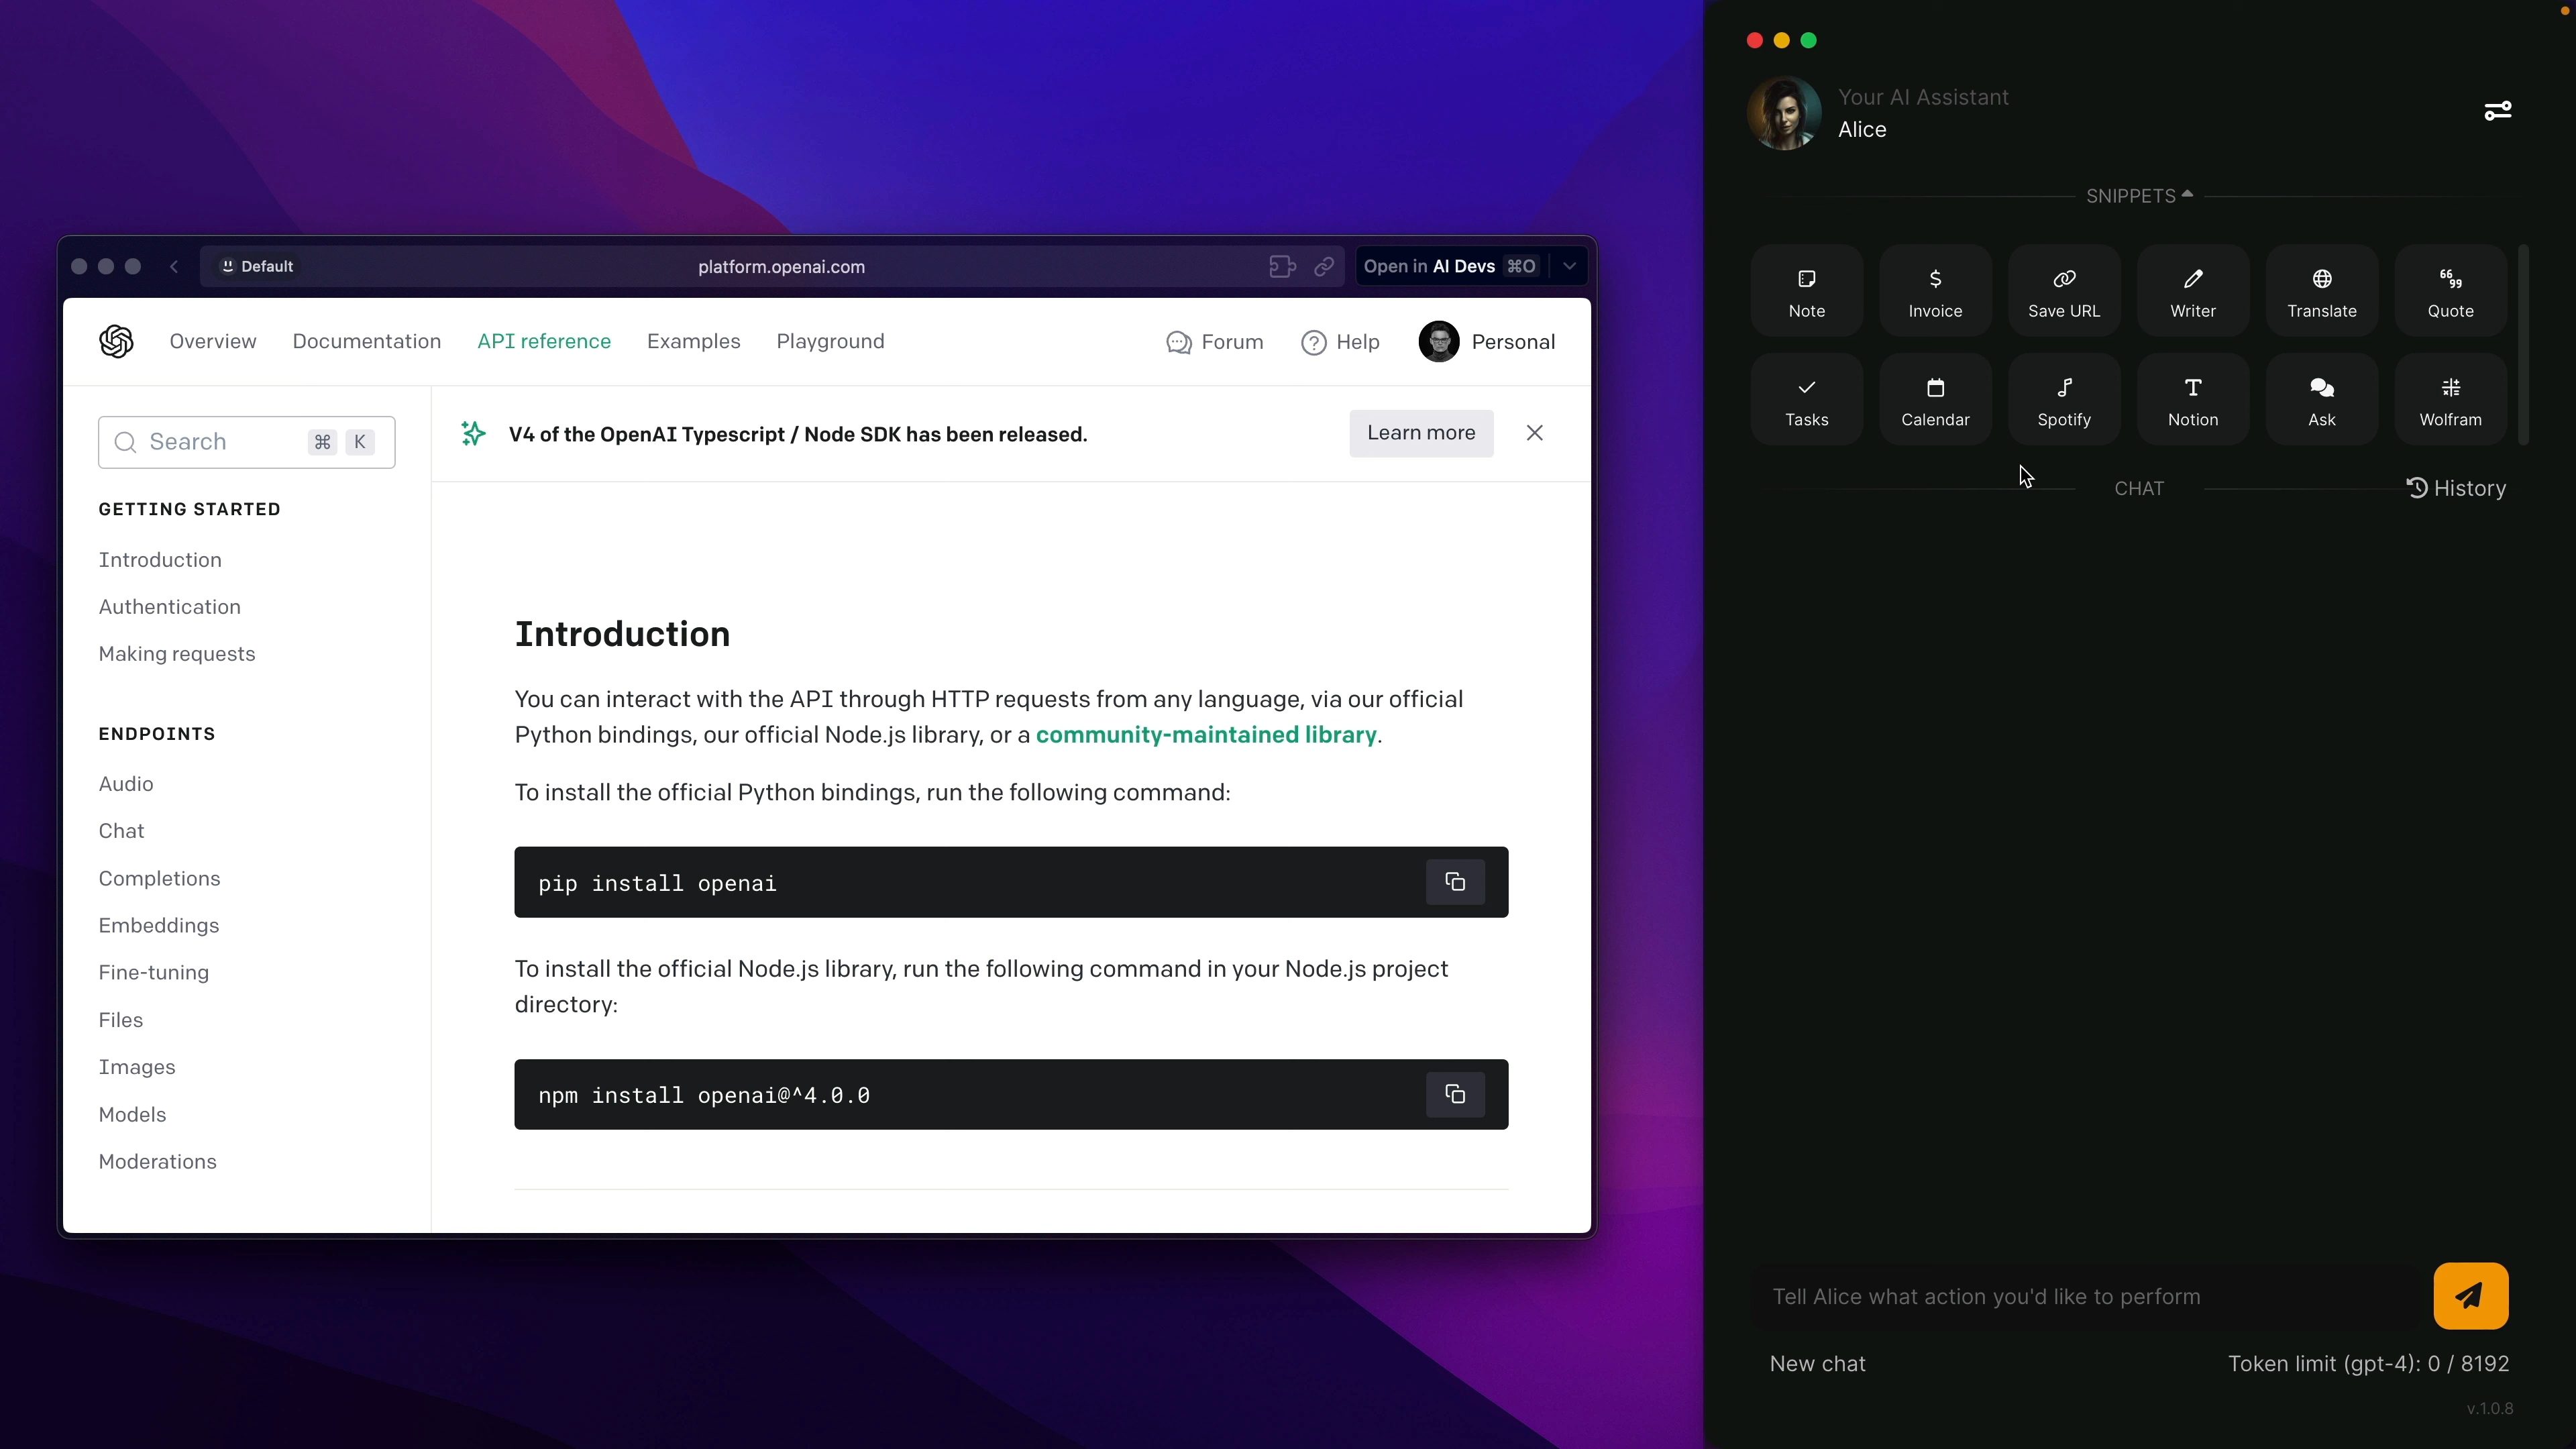 Default
platform.openai.com
Open in AI Devs ⌘O
Overview
Documentation
API reference
Examples
Playground
Forum
Help
Personal
Search
⌘ K
V4 of the OpenAI Typescript / Node SDK has been released.
Learn more
GETTING STARTED
Introduction
Authentication
Making requests
ENDPOINTS
Audio
Chat
Completions
Embeddings
Fine-tuning
Files
Images
Models
Moderations
Introduction
You can interact with the API through HTTP requests from any language, via our official
Python bindings, our official Node.js library, or a community-maintained library.
To install the official Python bindings, run the following command:
pip install openai
To install the official Node.js library, run the following command in your Node.js project
directory:
npm install openai@^4.0.0
Your AI Assistant
Alice
SNIPPETS
Note
Invoice
Save URL
Writer
Translate
Quote
Tasks
Calendar
Spotify
Notion
Ask
Wolfram
CHAT
History
Tell Alice what action you'd like to perform
New chat
Token limit (gpt-4): 0 / 8192
v.1.0.8